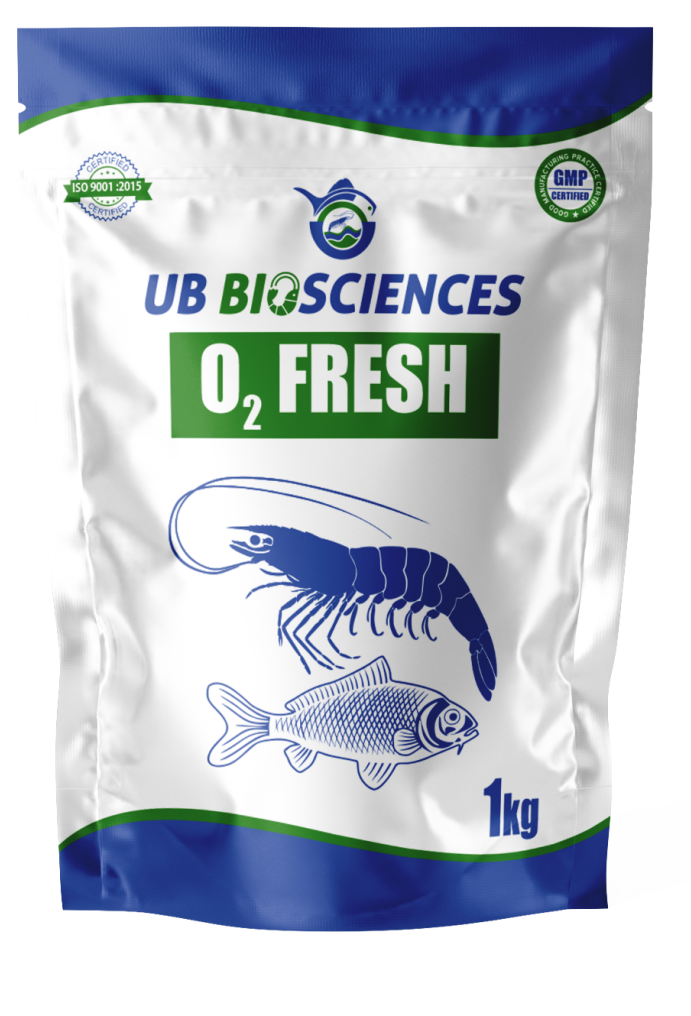 CERTIFIED
ISO 9001 :2015
CERTIFIED
GOOD MANUFACTURING PRACTICE CERTIFIED
GMP
CERTIFIED
UB BIOSCIENCES
O₂ FRESH
1kg